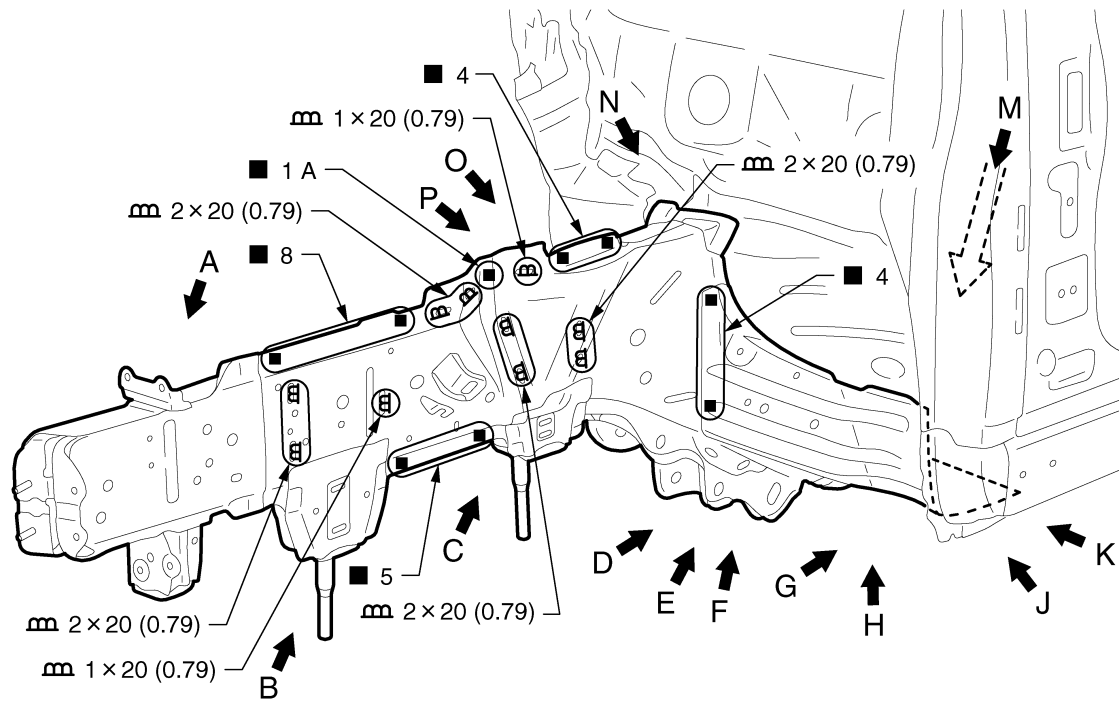 ■ 4
1×20 (0.79)
N
M
■ 1 A
O
2×20 (0.79)
P
2×20 (0.79)
■ 8
A
■ 4
C
D
■ 5
E
F
G
H
J
K
2×20 (0.79)
2×20 (0.79)
1×20 (0.79)
B